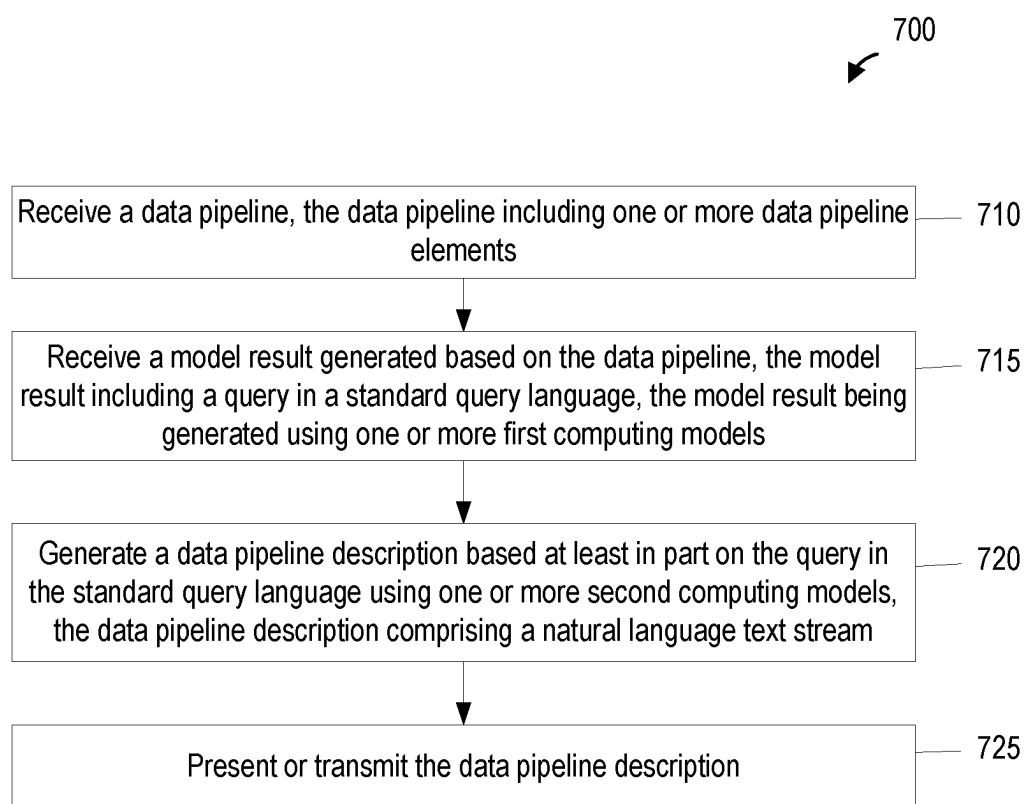 700
Receive a data pipeline, the data pipeline including one or more data pipeline
elements
710
Receive a model result generated based on the data pipeline, the model
result including a query in a standard query language, the model result being
generated using one or more first computing models
715
Generate a data pipeline description based at least in part on the query in
the standard query language using one or more second computing models,
the data pipeline description comprising a natural language text stream
720
Present or transmit the data pipeline description
725